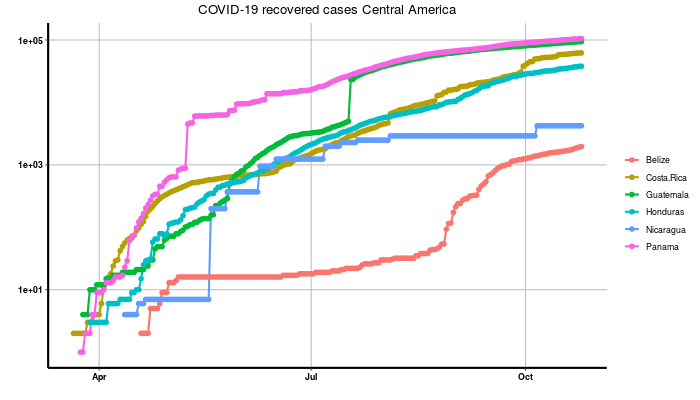 COVID-19 recovered cases Central America
1e+05
1e+03
1e+01
Apr
Jul
Oct
Belize
Costa.Rica
Guatemala
Honduras
Nicaragua
Panama